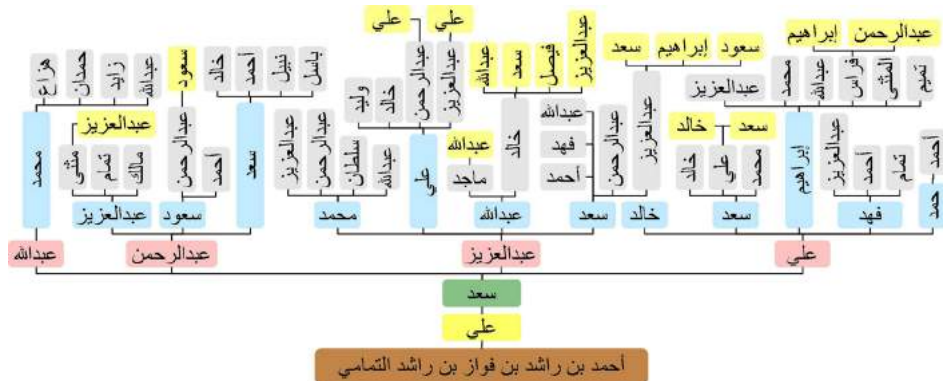 عبدالرحمن
إبراهيم
سعود
إبراهيم
سعد
عبدالعزيز
فيصل
سعد
عبدالله
علي
علي
تميم
المثنى
فراس
عبدالله
محمد
عبدالعزيز
عبدالعزيز
عبدالرحمن
عبدالعزيز
عبدالرحمن
خالد
وليد
باسل
نبيل
أحمد
خالد
سعود
عبدالله
زايد
حمدان
هزاع
أحمد
محمد
تمام
أحمد
عبدالعزيز
إبراهيم
سعد
خالد
محمد
علي
خالد
عبدالله
فهد
أحمد
خالد
عبدالله
ماجد
علي
عبدالله
سلطان
عبدالرحمن
عبدالعزيز
سعد
أحمد
عبدالرحمن
عبدالعزيز
مالك
تمام
مثنى
محمد
حمد
فهد
سعد
خالد
سعد
عبدالله
محمد
سعود
عبدالعزيز
علي
عبدالعزيز
عبدالرحمن
عبدالله
سعد
علي
أحمد بن راشد بن فواز بن راشد التمامي